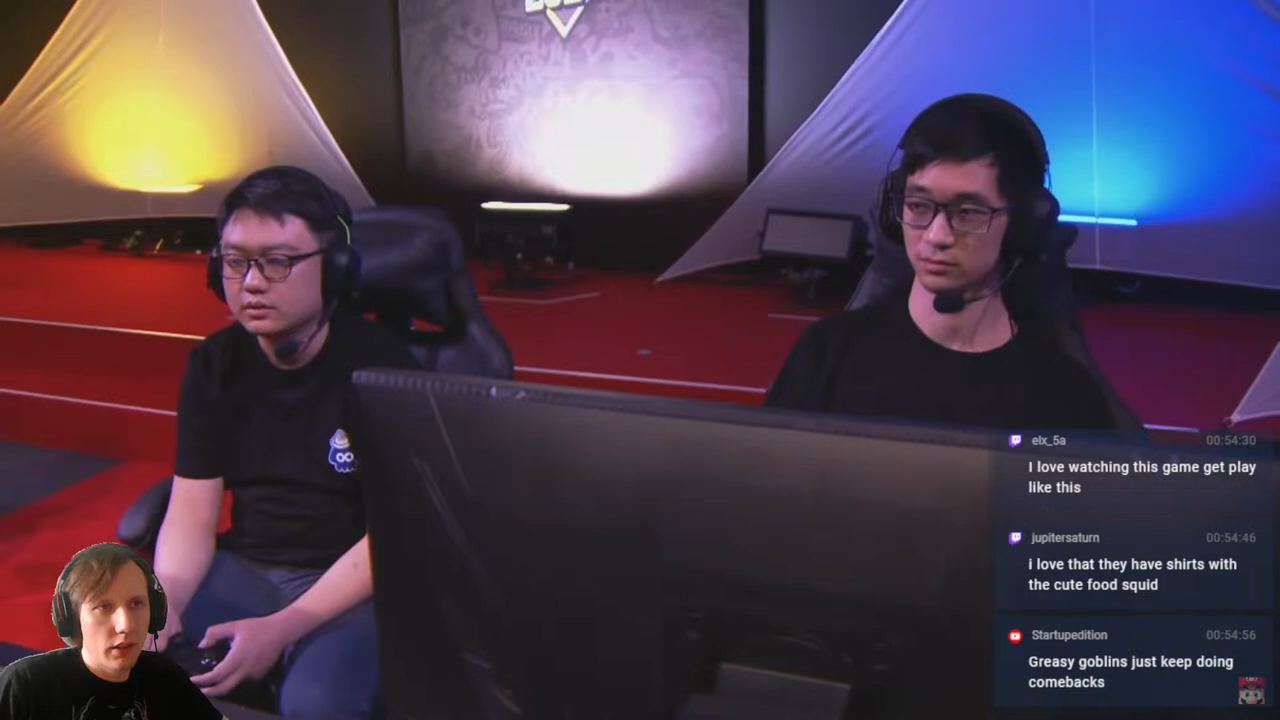 elx_5a 00:54:30
I love watching this game get play
like this
jupitersaturn 00:54:46
i love that they have shirts with
the cute food squid
Startupedition 00:54:56
Greasy goblins just keep doing
comebacks